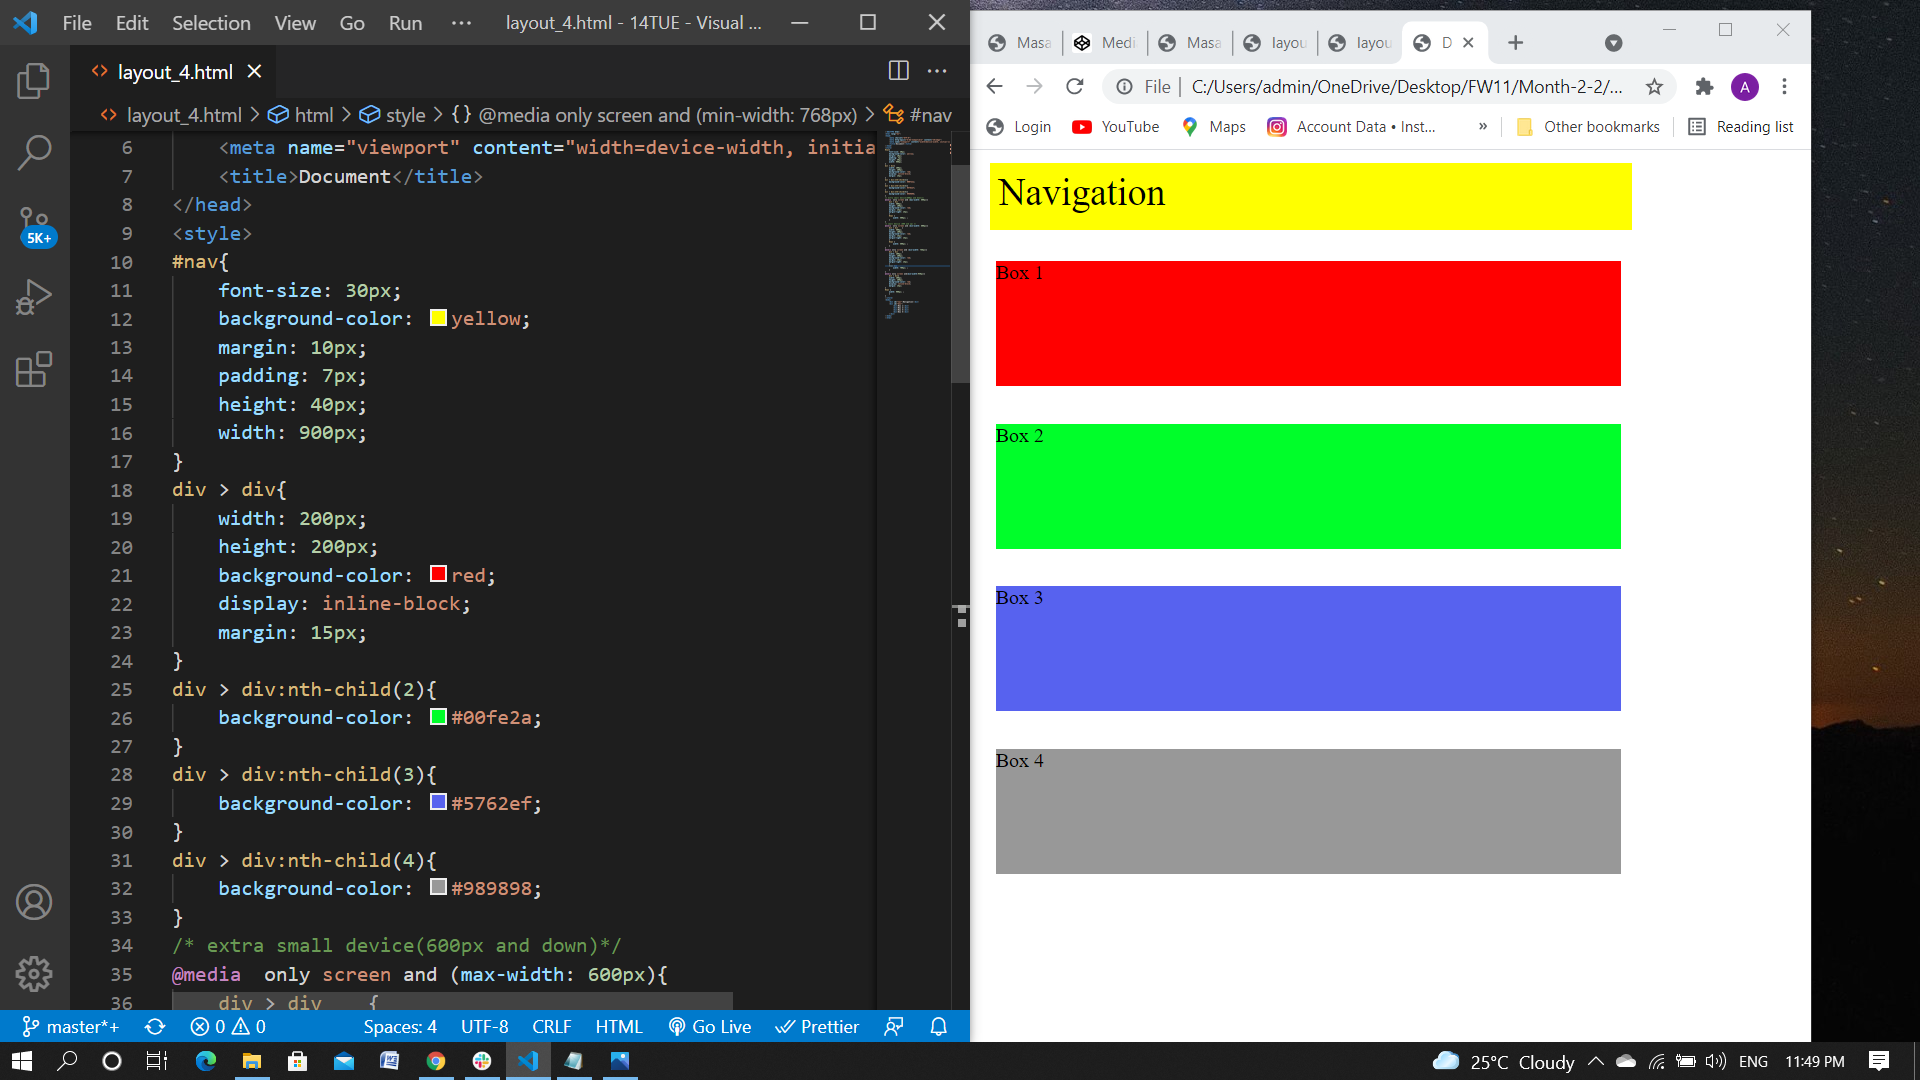 File Edit Selection View Go Run ··· layout_4.html - 14TUE - Visual ...
layout_4.html
layout_4.html > html > style > {} @media only screen and (min-width: 768px) > #nav
5K+
6 <meta name="viewport" content="width=device-width, initia
7 <title>Document</title>
8 </head>
9 <style>
10 #nav{
11 font-size: 30px;
12 background-color: yellow;
13 margin: 10px;
14 padding: 7px;
15 height: 40px;
16 width: 900px;
17 }
18 div > div{
19 width: 200px;
20 height: 200px;
21 background-color: red;
22 display: inline-block;
23 margin: 15px;
24 }
25 div > div:nth-child(2){
26 background-color: #00fe2a;
27 }
28 div > div:nth-child(3){
29 background-color: #5762ef;
30 }
31 div > div:nth-child(4){
32 background-color: #989898;
33 }
34 /* extra small device(600px and down)*/
35 @media only screen and (max-width: 600px){
36 div > div {
master*+ 0 0 Spaces: 4 UTF-8 CRLF HTML Go Live Prettier
Masa Medi Masa layou layou D
File C:/Users/admin/OneDrive/Desktop/FW11/Month-2-2/... A
Login YouTube Maps Account Data • Inst... » Other bookmarks Reading list
Navigation
Box 1
Box 2
Box 3
Box 4
25°C Cloudy ENG 11:49 PM